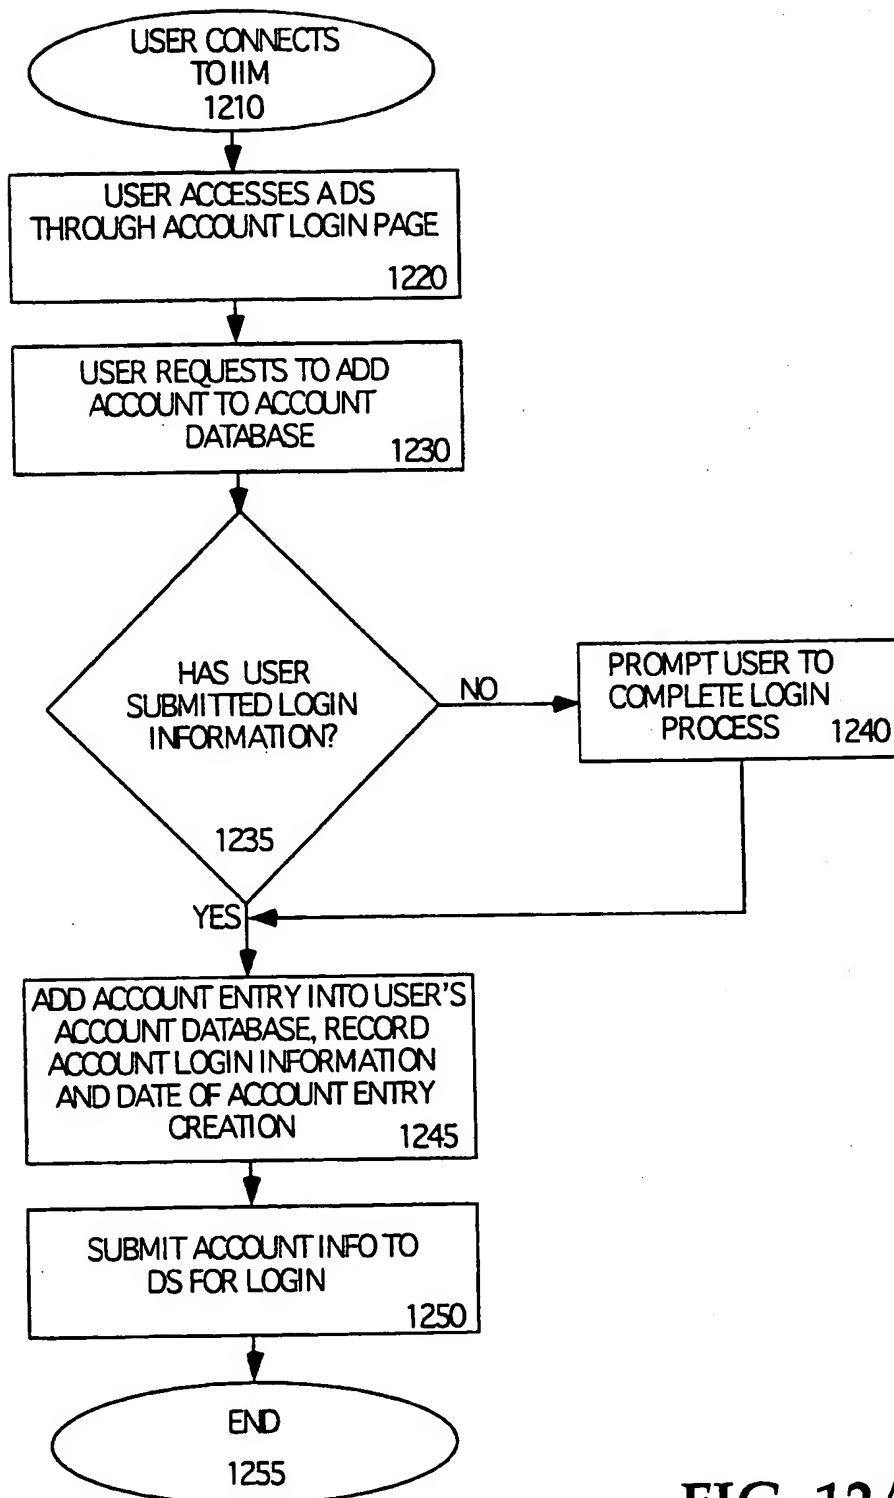 USER CONNECTS
TO IIM
1210
USER ACCESSES A DS
THROUGH ACCOUNT LOGIN PAGE
1220
USER REQUESTS TO ADD
ACCOUNT TO ACCOUNT
DATABASE
1230
HAS USER
SUBMITTED LOGIN
INFORMATION?
1235
NO
PROMPT USER TO
COMPLETE LOGIN
PROCESS
1240
YES
ADD ACCOUNT ENTRY INTO USER'S
ACCOUNT DATABASE, RECORD
ACCOUNT LOGIN INFORMATION
AND DATE OF ACCOUNT ENTRY
CREATION
1245
SUBMIT ACCOUNT INFO TO
DS FOR LOGIN
1250
END
1255